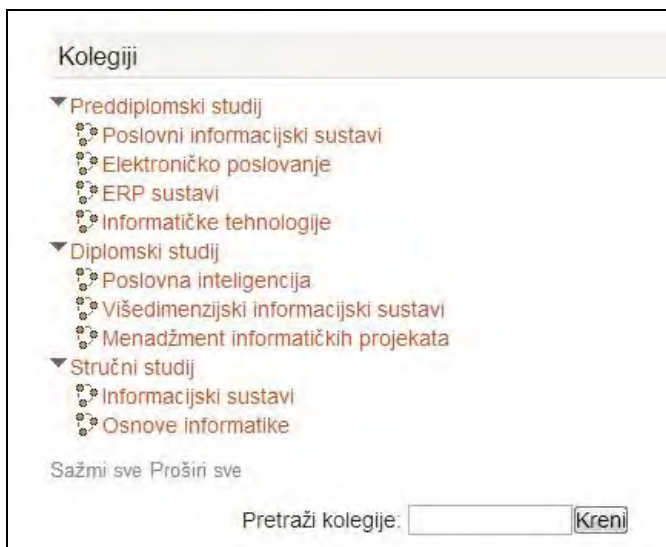 Kolegiji
Preddiplomski studij
Poslovni informacijski sustavi
Elektroničko poslovanje
ERP sustavi
Informatičke tehnologije
Diplomski studij
Poslovna inteligencija
Višedimenzijski informacijski sustavi
Menadžment informatičkih projekata
Stručni studij
Informacijski sustavi
Osnove informatike
Sažmi sve Proširi sve
Pretraži kolegije: Kreni